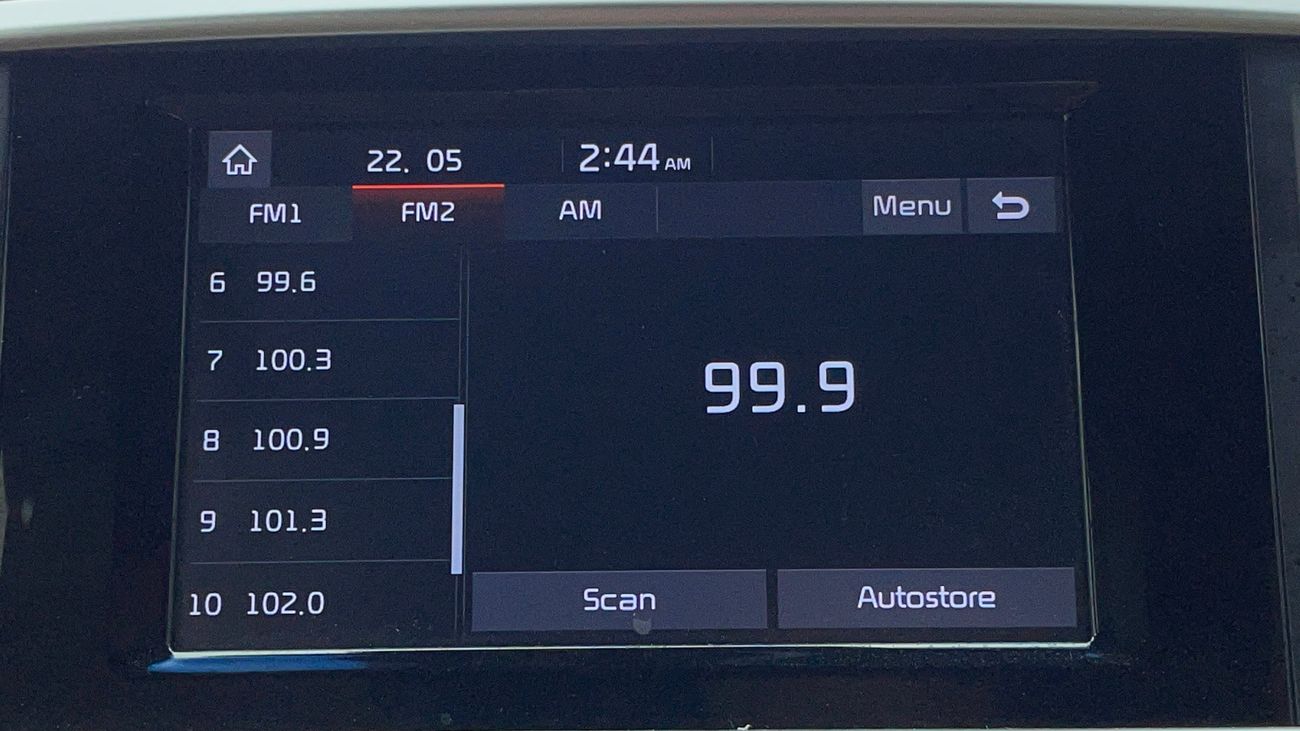 22. 05 2:44 AM
FM1 FM2 AM Menu
6 99.6
7 100.3
99.9
8 100.9
9 101.3
10 102.0
Scan Autostore